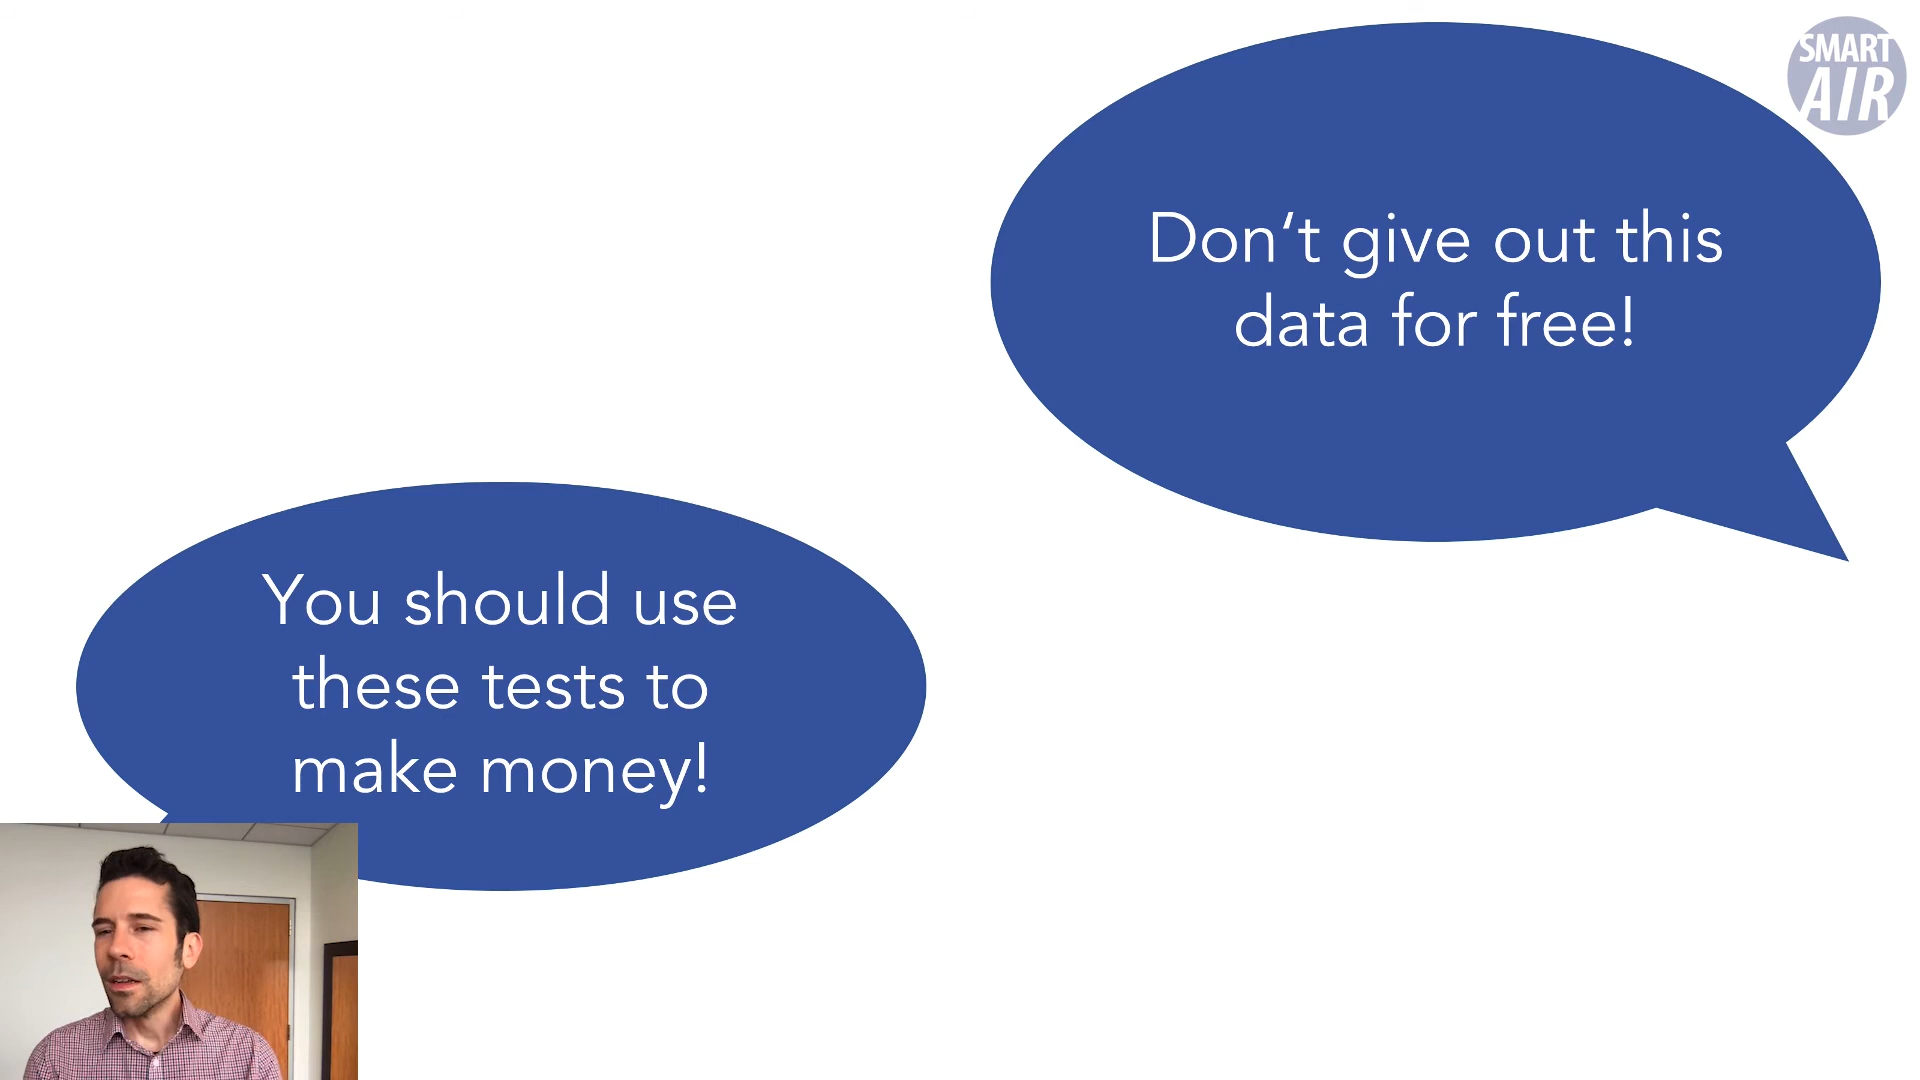 SMART
AIR
Don‘t give out this
data for free!
You should use
these tests to
make money!